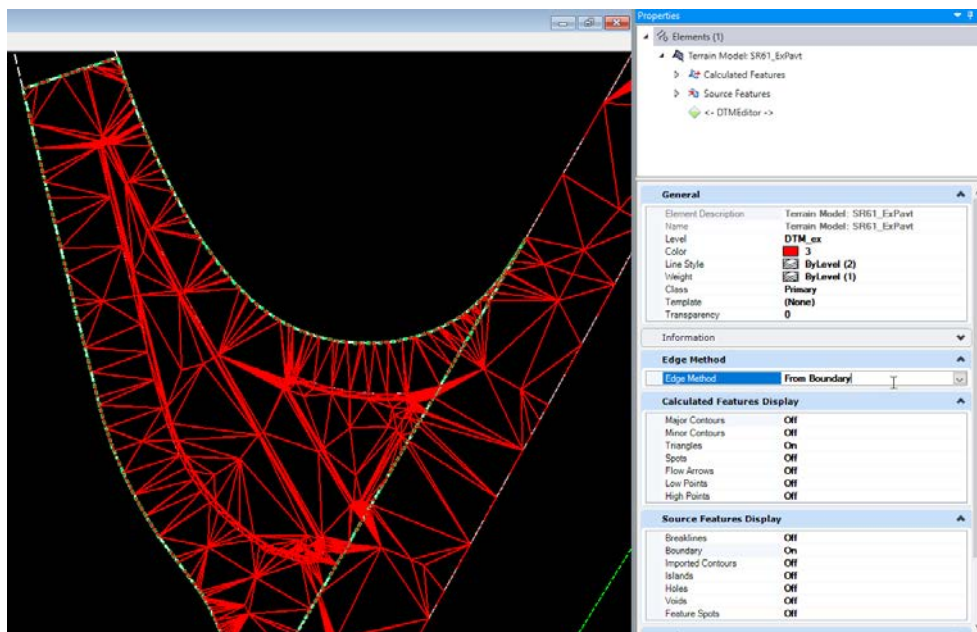 Properties
Elements (1)
Terrain Model: SR61_ExPavt
Calculated Features
Source Features
<- DTMEditor ->
General
Element Description Terrain Model: SR61_ExPavt
Name Terrain Model: SR61_ExPavt
Level DTM_ex
Color 3
Line Style ByLevel (2)
Weight ByLevel (1)
Class Primary
Template (None)
Transparency 0
Information
Edge Method
Edge Method From Boundary
Calculated Features Display
Major Contours Off
Minor Contours Off
Triangles On
Spots Off
Flow Arrows Off
Low Points Off
High Points Off
Source Features Display
Breaklines Off
Boundary On
Imported Contours Off
Islands Off
Holes Off
Voids Off
Feature Spots Off